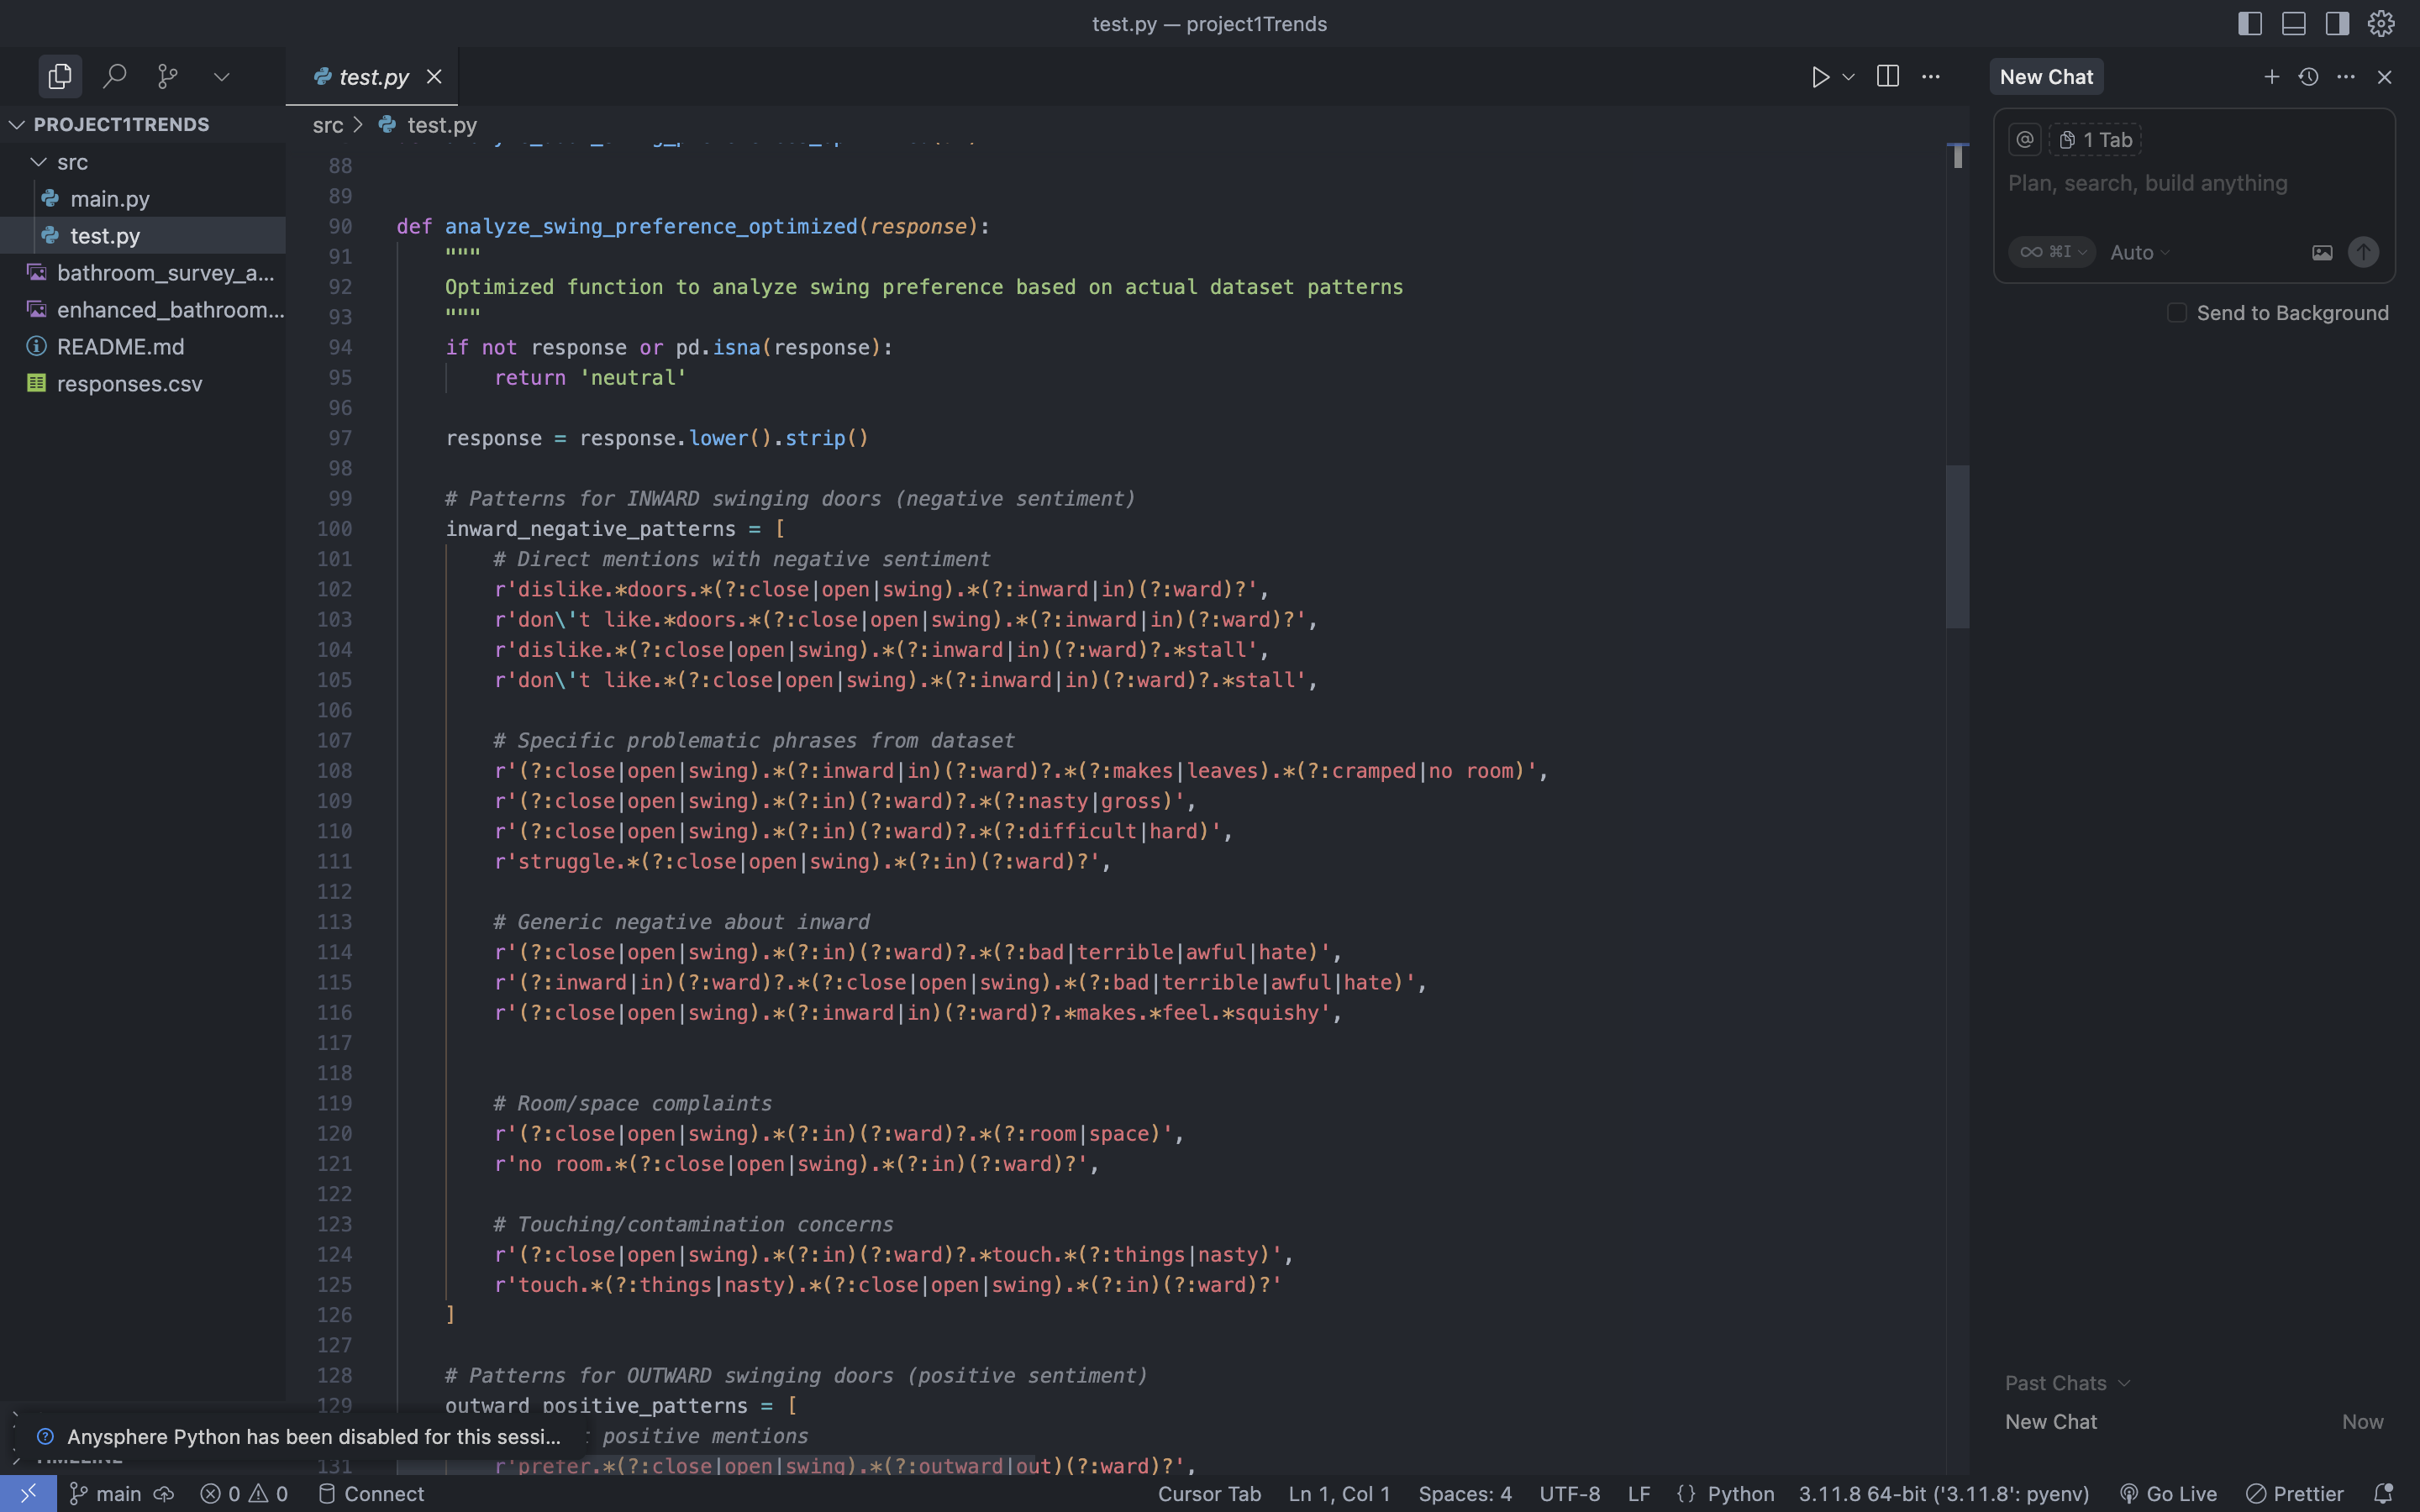 test.py — project1Trends
test.py
New Chat
PROJECT1TRENDS
src
main.py
test.py
bathroom_survey_a...
enhanced_bathroom...
README.md
responses.csv
src > test.py
88
89
90 def analyze_swing_preference_optimized(response):
91 """
92 Optimized function to analyze swing preference based on actual dataset patterns
93 """
94 if not response or pd.isna(response):
95 return 'neutral'
96
97 response = response.lower().strip()
98
99 # Patterns for INWARD swinging doors (negative sentiment)
100 inward_negative_patterns = [
101 # Direct mentions with negative sentiment
102 r'dislike.*doors.*(?:close|open|swing).*(?:inward|in)(?:ward)?',
103 r'don\'t like.*doors.*(?:close|open|swing).*(?:inward|in)(?:ward)?',
104 r'dislike.*(?:close|open|swing).*(?:inward|in)(?:ward)?.*stall',
105 r'don\'t like.*(?:close|open|swing).*(?:inward|in)(?:ward)?.*stall',
106
107 # Specific problematic phrases from dataset
108 r'(?:close|open|swing).*(?:inward|in)(?:ward)?.*(?:makes|leaves).*(?:cramped|no room)',
109 r'(?:close|open|swing).*(?:in)(?:ward)?.*(?:nasty|gross)',
110 r'(?:close|open|swing).*(?:in)(?:ward)?.*(?:difficult|hard)',
111 r'struggle.*(?:close|open|swing).*(?:in)(?:ward)?',
112
113 # Generic negative about inward
114 r'(?:close|open|swing).*(?:in)(?:ward)?.*(?:bad|terrible|awful|hate)',
115 r'(?:inward|in)(?:ward)?.*(?:close|open|swing).*(?:bad|terrible|awful|hate)',
116 r'(?:close|open|swing).*(?:inward|in)(?:ward)?.*makes.*feel.*squishy',
117
118
119 # Room/space complaints
120 r'(?:close|open|swing).*(?:in)(?:ward)?.*(?:room|space)',
121 r'no room.*(?:close|open|swing).*(?:in)(?:ward)?',
122
123 # Touching/contamination concerns
124 r'(?:close|open|swing).*(?:in)(?:ward)?.*touch.*(?:things|nasty)',
125 r'touch.*(?:things|nasty).*(?:close|open|swing).*(?:in)(?:ward)?'
126 ]
127
128 # Patterns for OUTWARD swinging doors (positive sentiment)
129 outward_positive_patterns = [
positive mentions
131 r'prefer.*(?:close|open|swing).*(?:outward|out)(?:ward)?',
@ 1 Tab
Plan, search, build anything
∞ ⌘I Auto
Send to Background
Past Chats
New Chat Now
Anysphere Python has been disabled for this sessi...
TIMELINE
main 0 0 Connect
Cursor Tab Ln 1, Col 1 Spaces: 4 UTF-8 LF {} Python 3.11.8 64-bit ('3.11.8': pyenv) Go Live Prettier